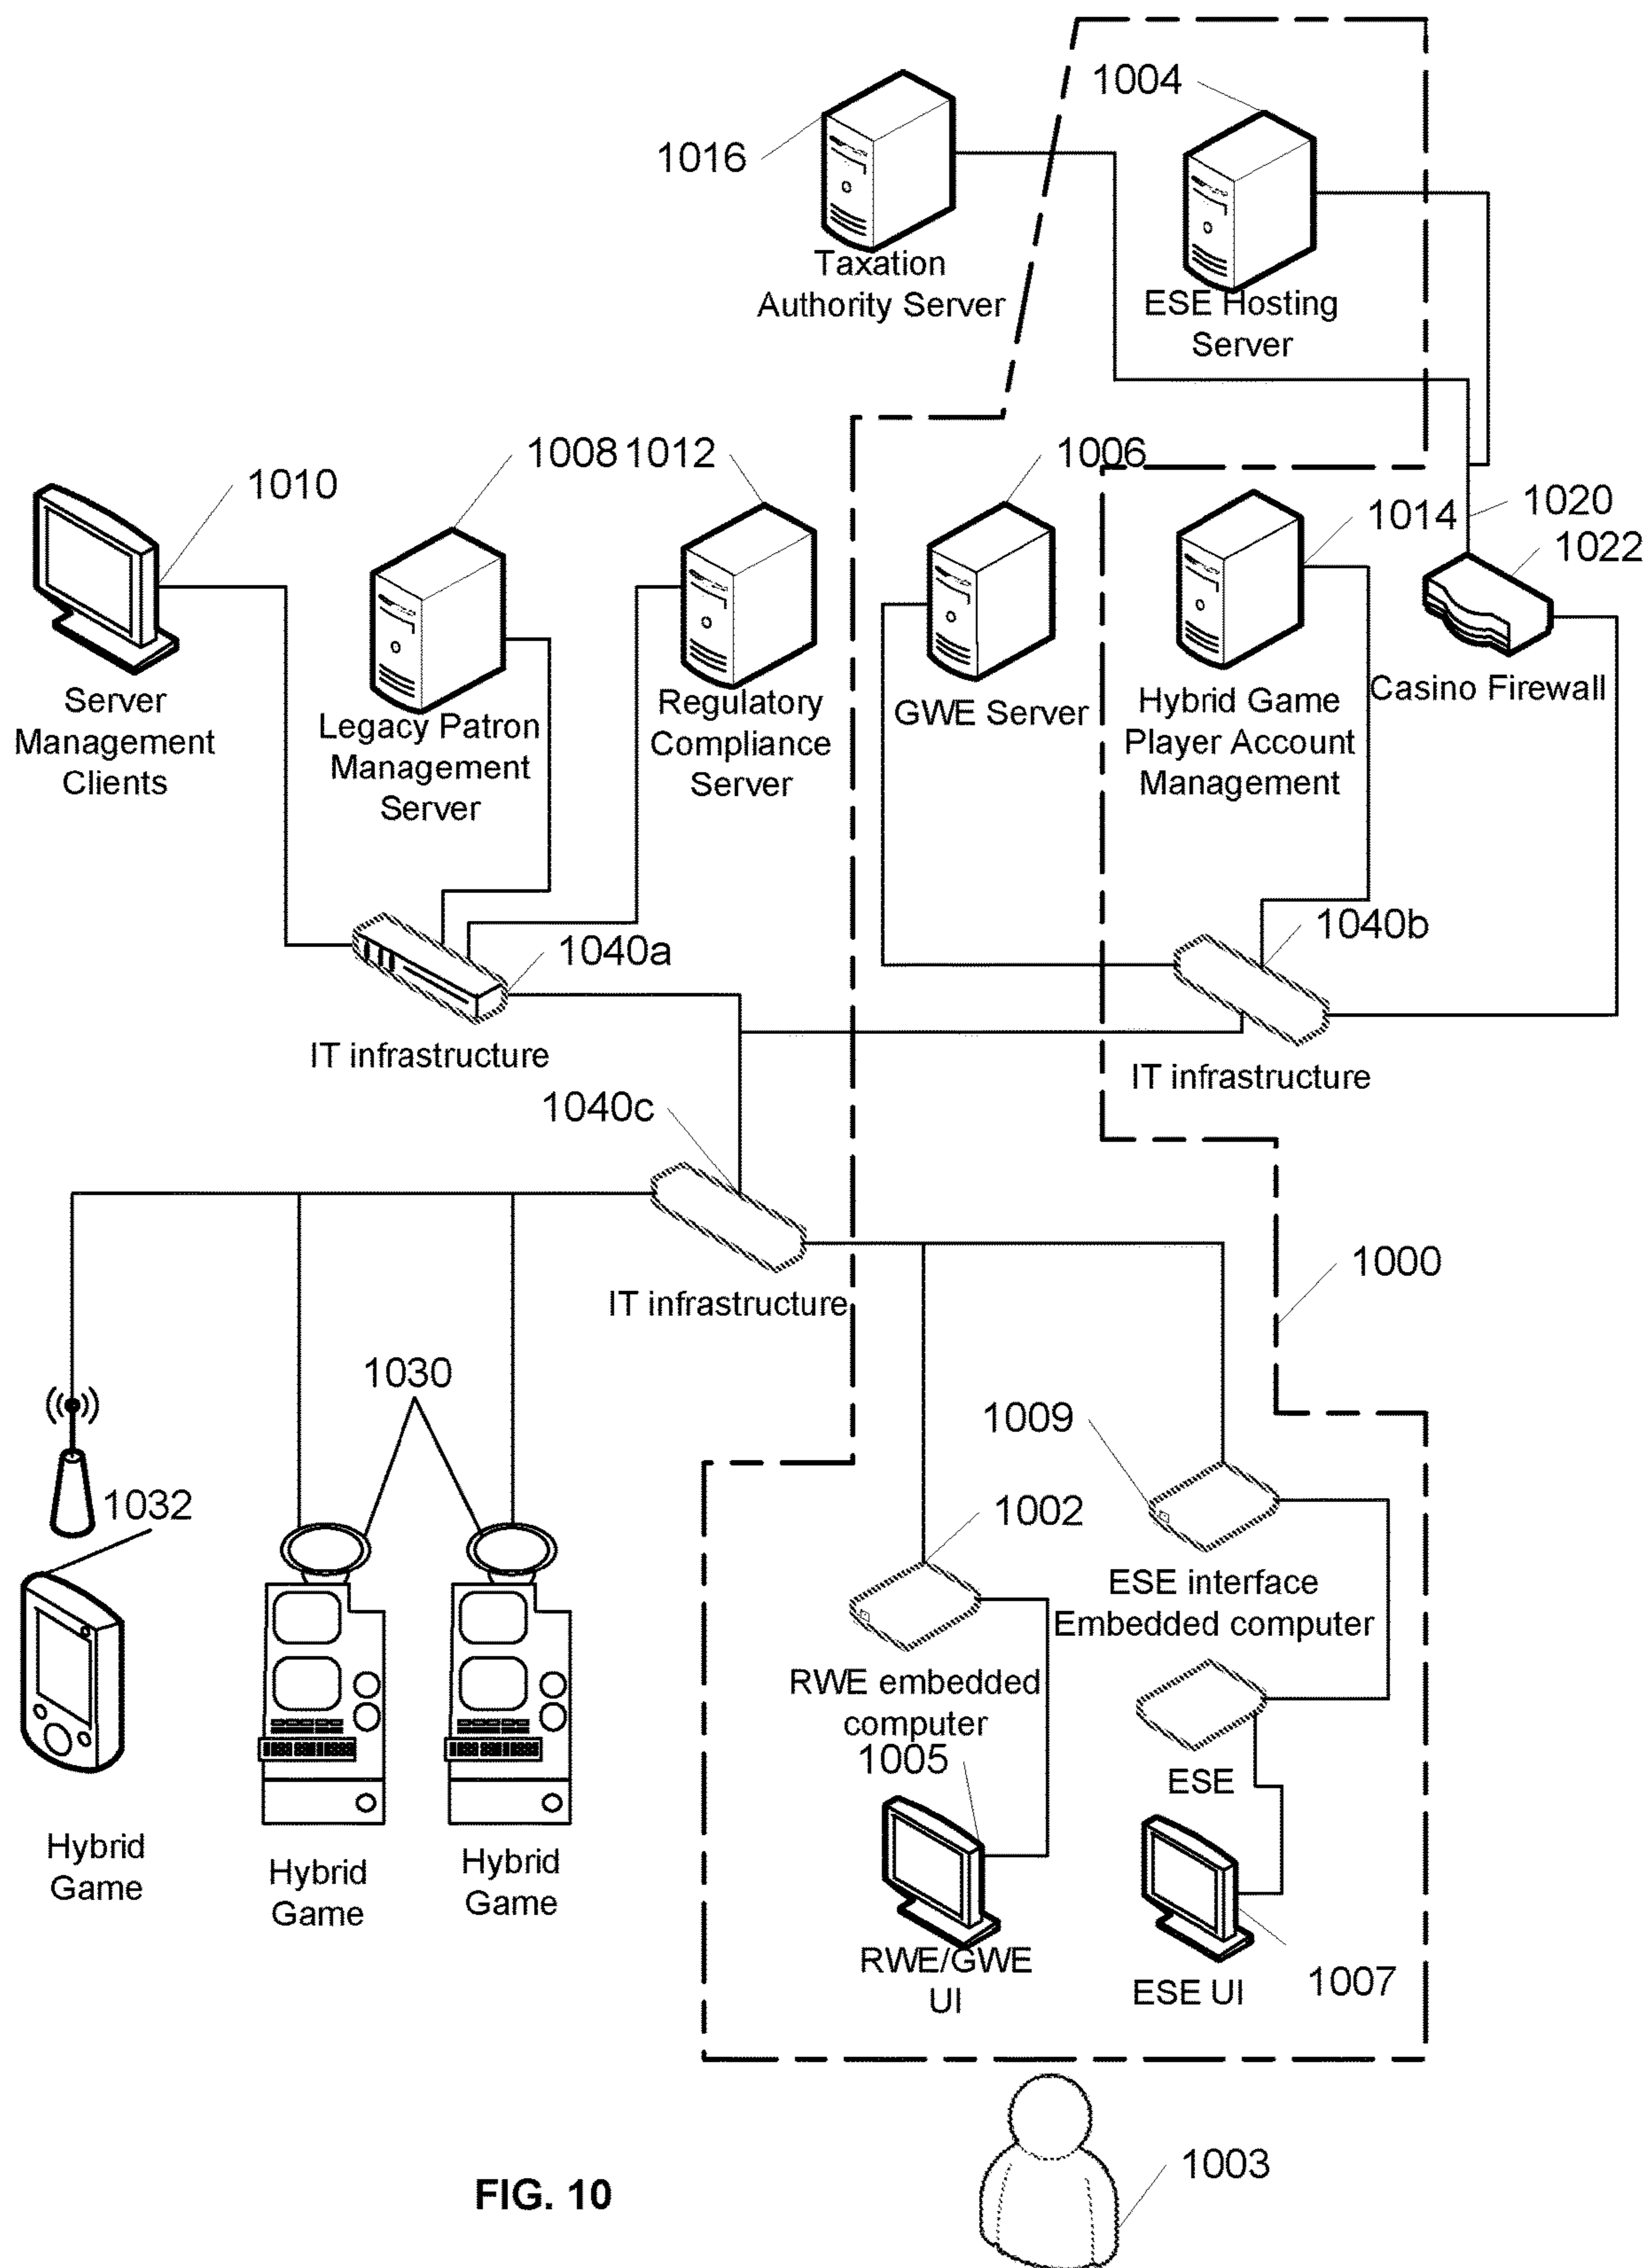 1004
1016
Taxation
Authority Server
ESE Hosting
Server
1008
1012
1006
1010
1020
1014
1022
Server
Management
Clients
Legacy Patron
Management
Server
Regulatory
Compliance
Server
GWE Server
Hybrid Game
Player Account
Management
Casino Firewall
1040a
1040b
IT infrastructure
IT infrastructure
1040c
IT infrastructure
1000
1030
1009
1032
1002
ESE interface
Embedded computer
RWE embedded
computer
1005
ESE
Hybrid
Game
Hybrid
Game
Hybrid
Game
RWE/GWE
UI
ESE UI
1007
1003
FIG. 10